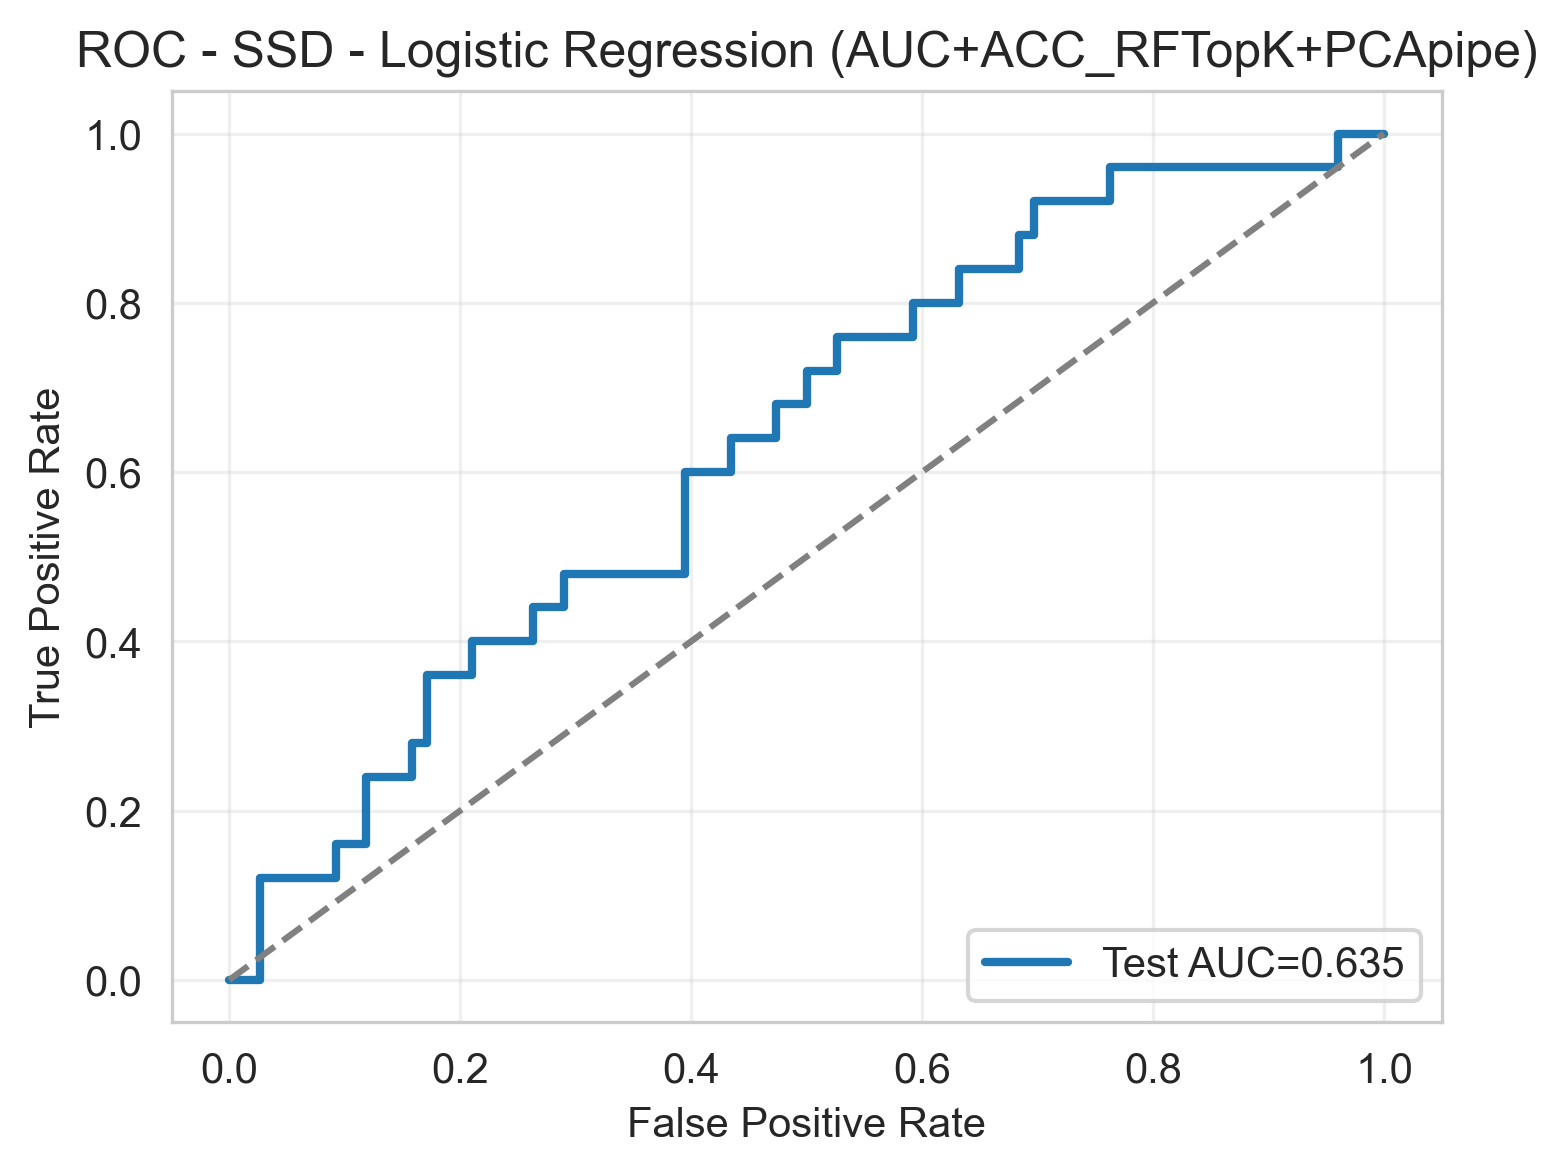 ROC - SSD - Logistic Regression (AUC+ACC_RFTopK+PCApipe)
1.0
0.8
0.6
0.4
0.2
0.0
True Positive Rate
Test AUC=0.635
0.0 0.2 0.4 0.6 0.8 1.0
False Positive Rate